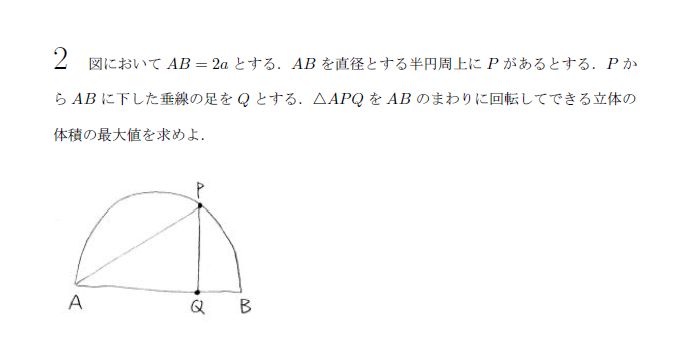 2 図において AB = 2a とする．AB を直径とする半円周上に P があるとする．P か
ら AB に下した垂線の足を Q とする．△APQ を AB のまわりに回転してできる立体の
体積の最大値を求めよ．
P
A
Q
B